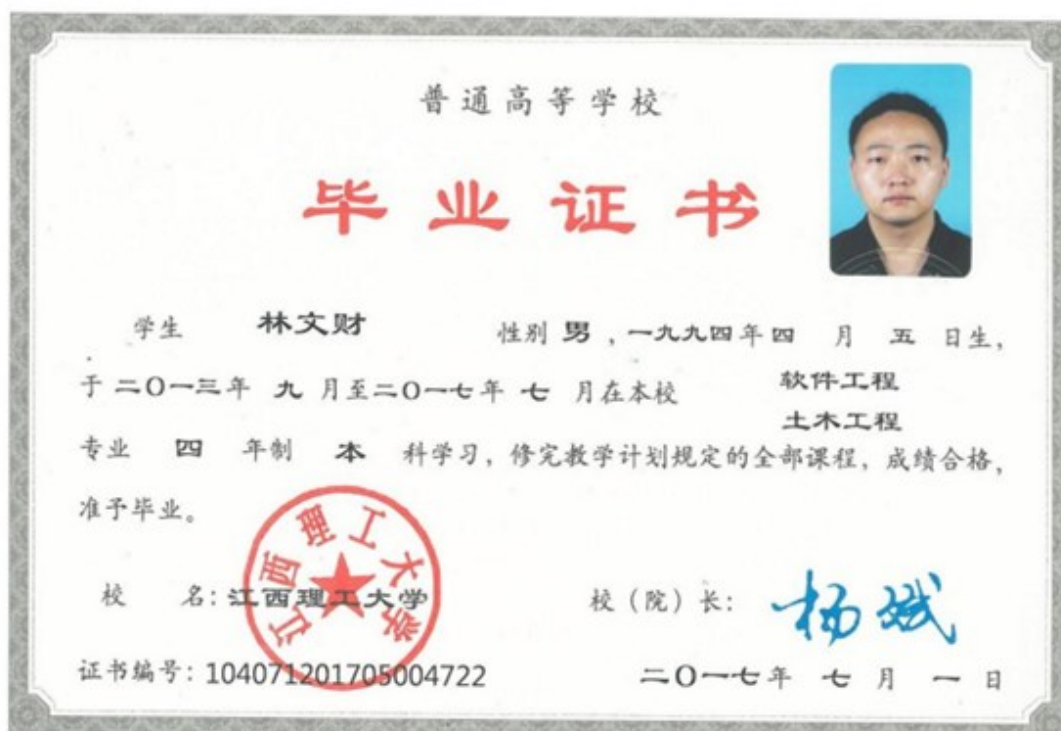 普通高等学校
毕业证书
学生 林文财 性别 男，一九九四年 四 月 五 日生，
于二〇一三年 九 月至二〇一七年 七 月在本校 软件工程
土木工程
专业 四 年制 本 科学习，修完教学计划规定的全部课程，成绩合格，
准予毕业。
江西理工大学
校 名：江西理工大学 校（院）长：杨斌
证书编号：104071201705004722 二〇一七年 七 月 一 日